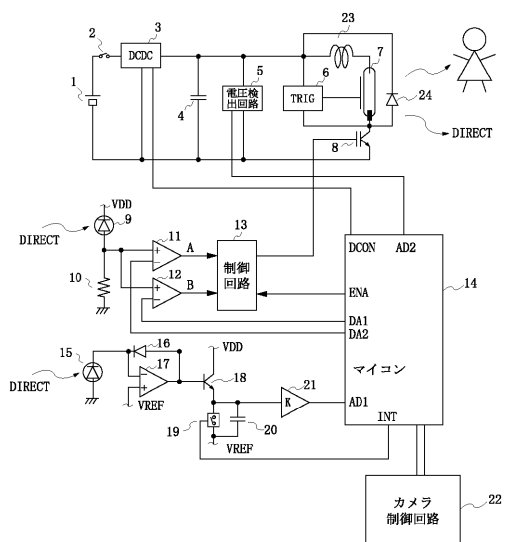 23
2
3
DCDC
6
7
5
1
4
電圧検
出回路
TRIG
24
8
DIRECT
VDD
9
DIRECT
10
11
A
12
B
13
制御
回路
DCON AD2
14
ENA
DA1
DA2
マイコン
16
VDD
15
17
18
21
DIRECT
VREF
K
AD1
19
20
VREF
INT
カメラ
制御回路
22
+
−
+
−
−
+